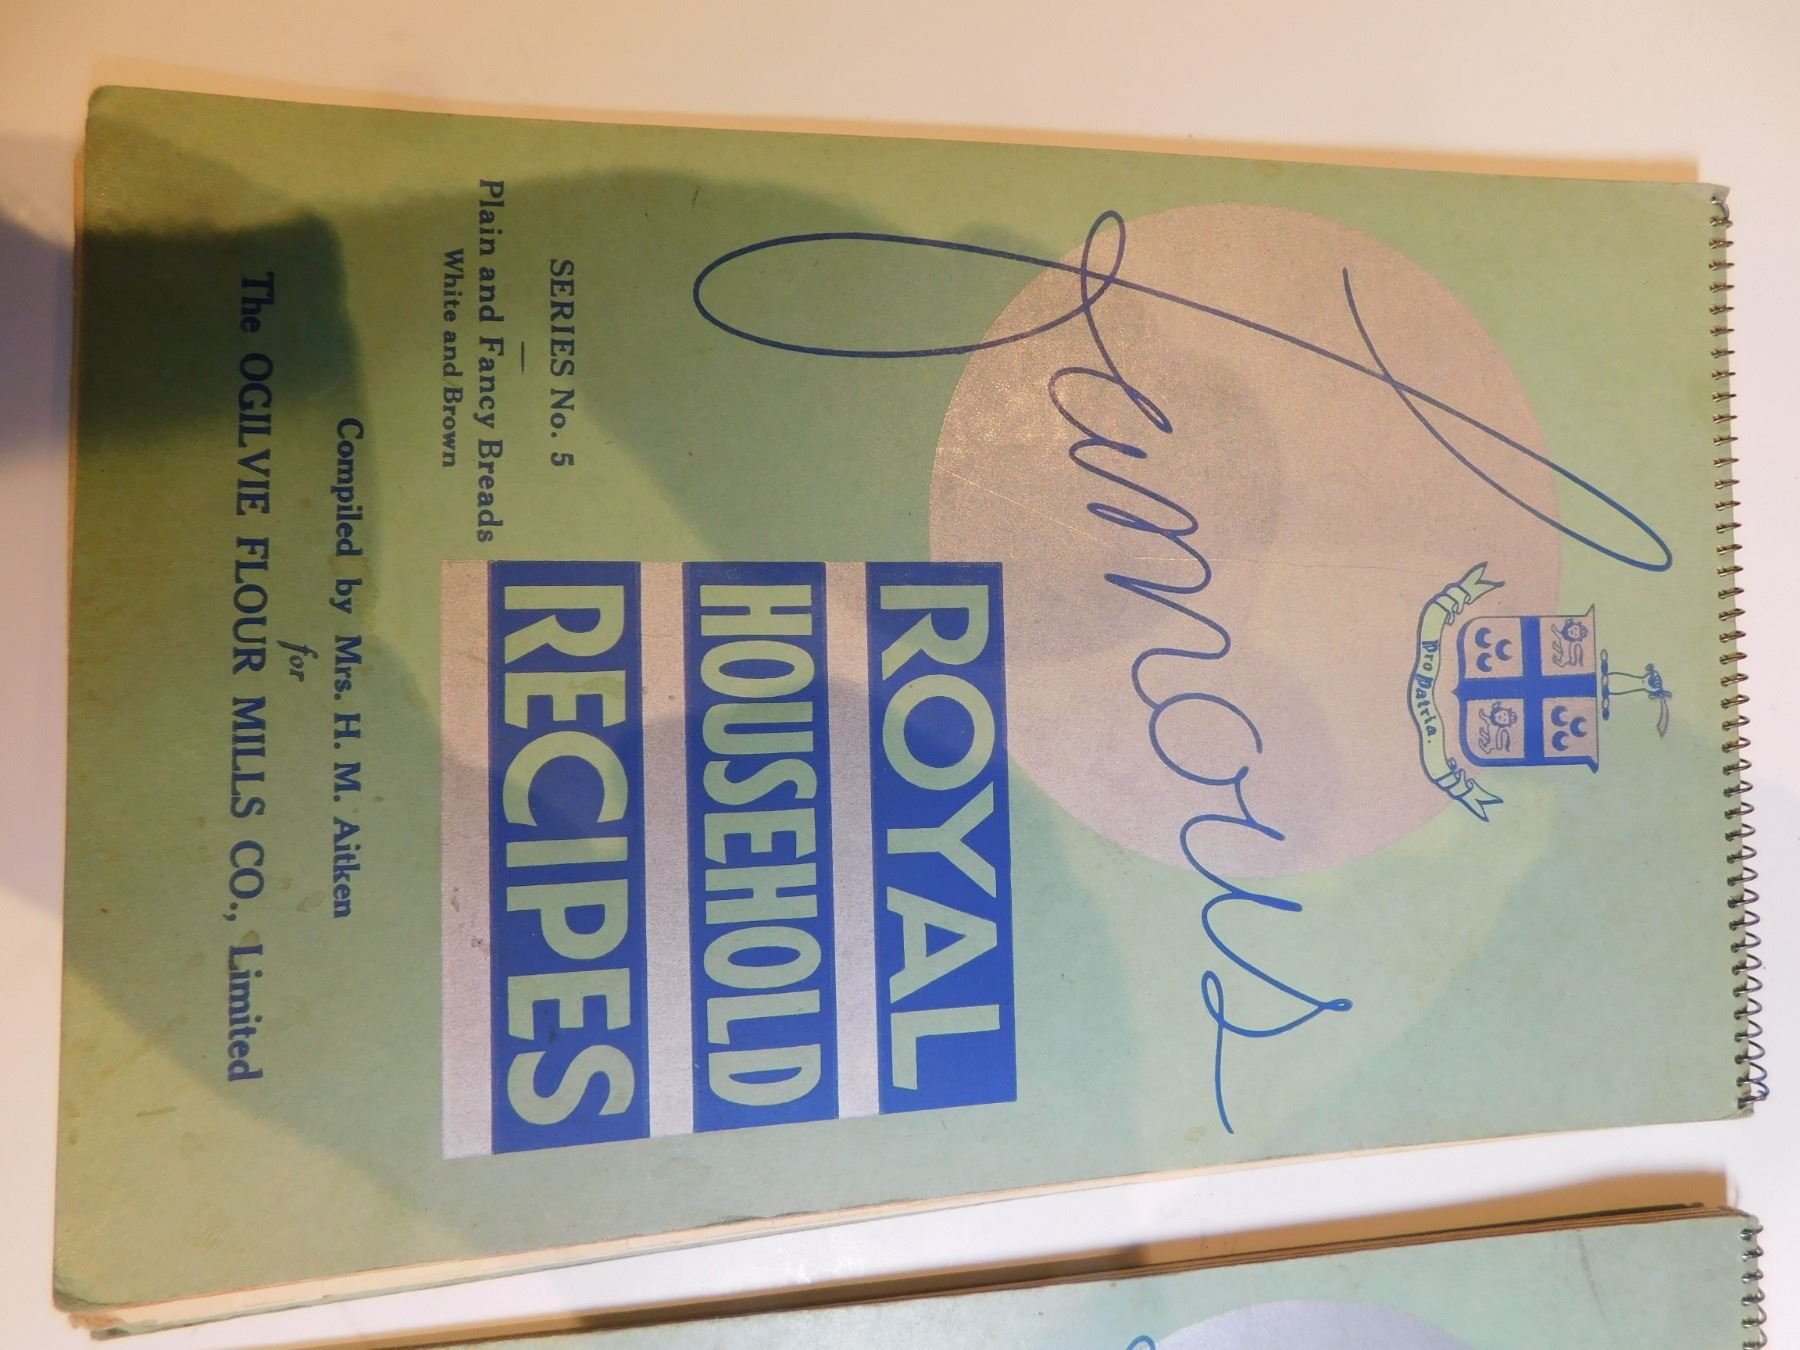 Pro Patria.
Famous
ROYAL
HOUSEHOLD
RECIPES
SERIES No. 5
Plain and Fancy Breads
White and Brown
Compiled by Mrs. H. M. Aitken
for
The OGILVIE FLOUR MILLS CO., Limited